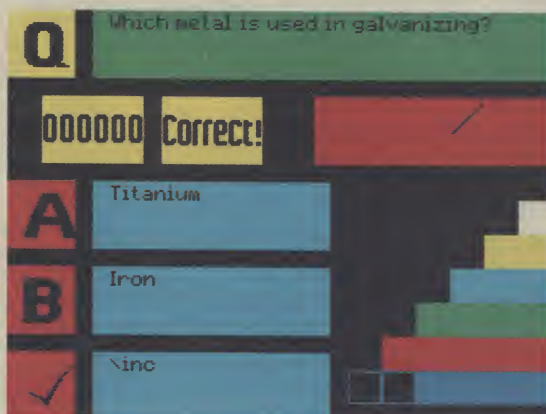 Q
Which metal is used in galvanizing?
000000 Correct!
A
Titanium
B
Iron
\inc